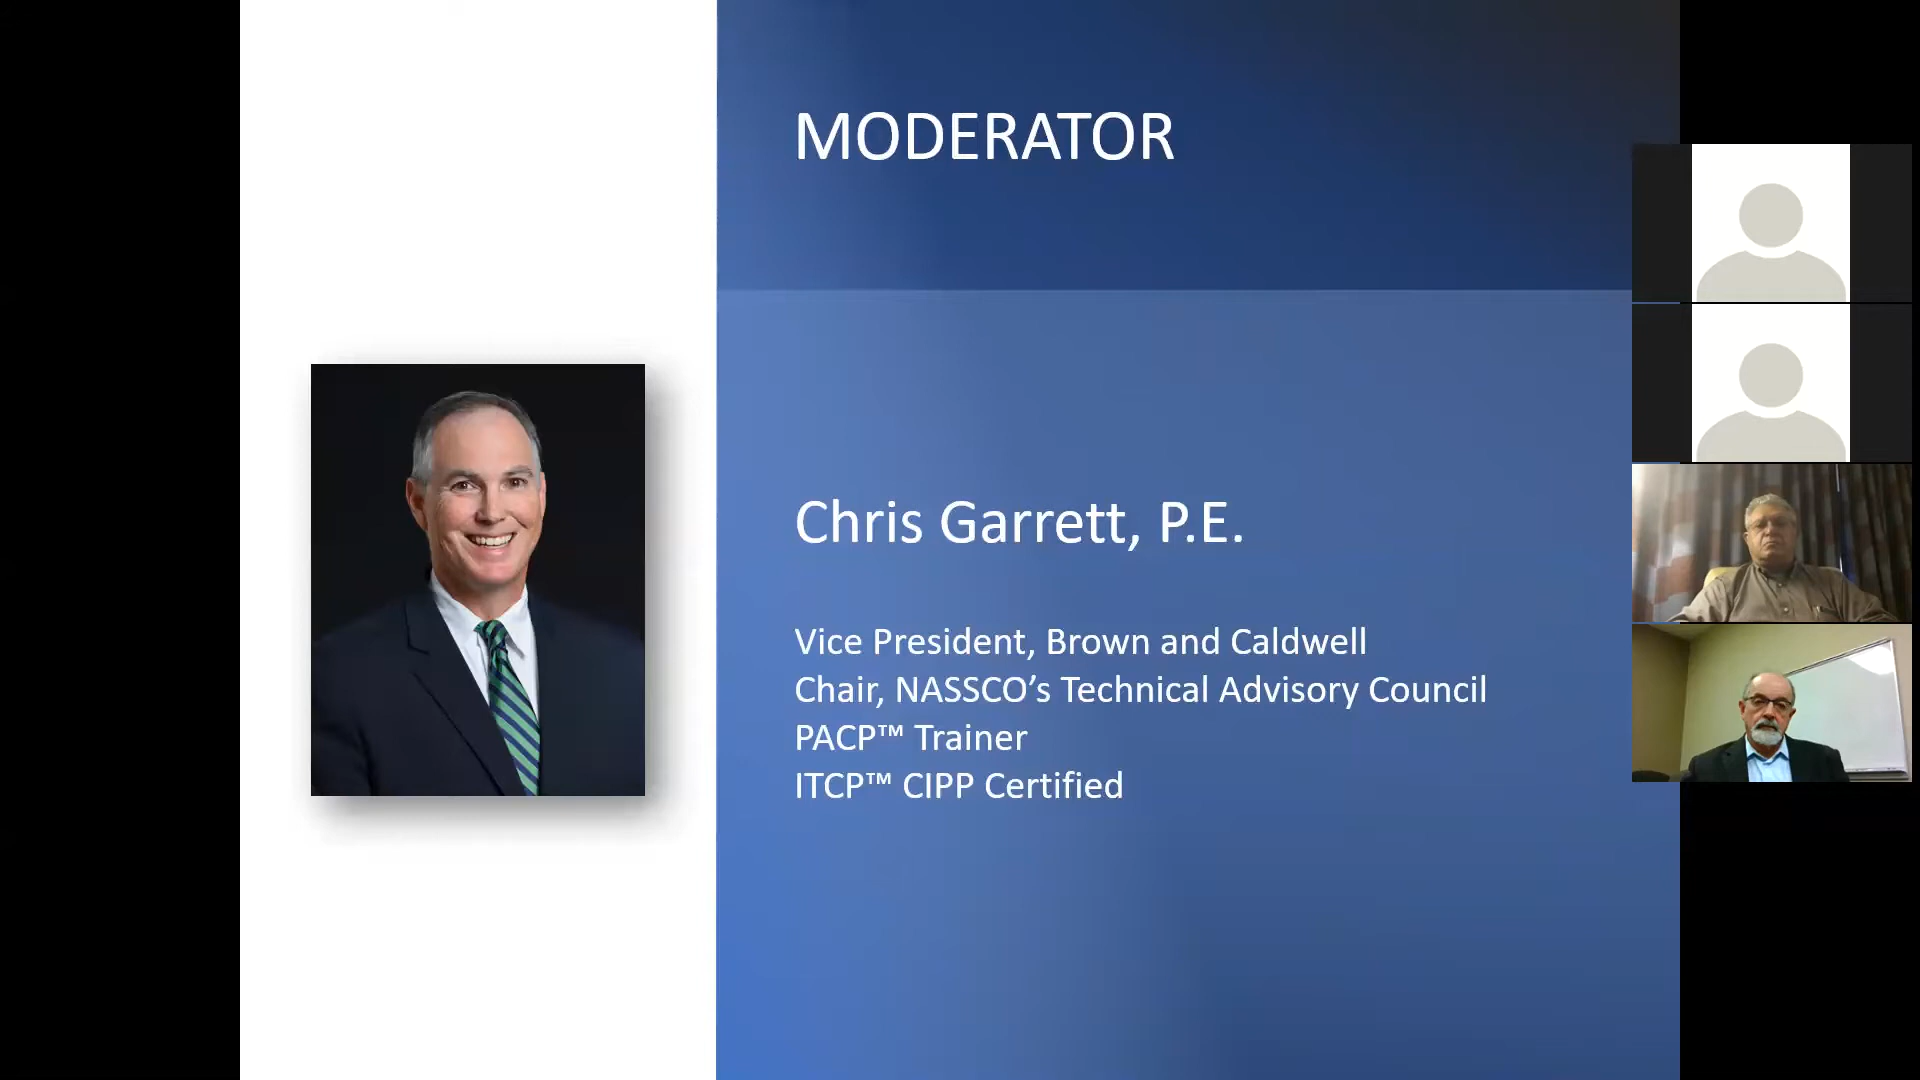 MODERATOR
Chris Garrett, P.E.
Vice President, Brown and Caldwell
Chair, NASSCO’s Technical Advisory Council
PACP™ Trainer
ITCP™ CIPP Certified